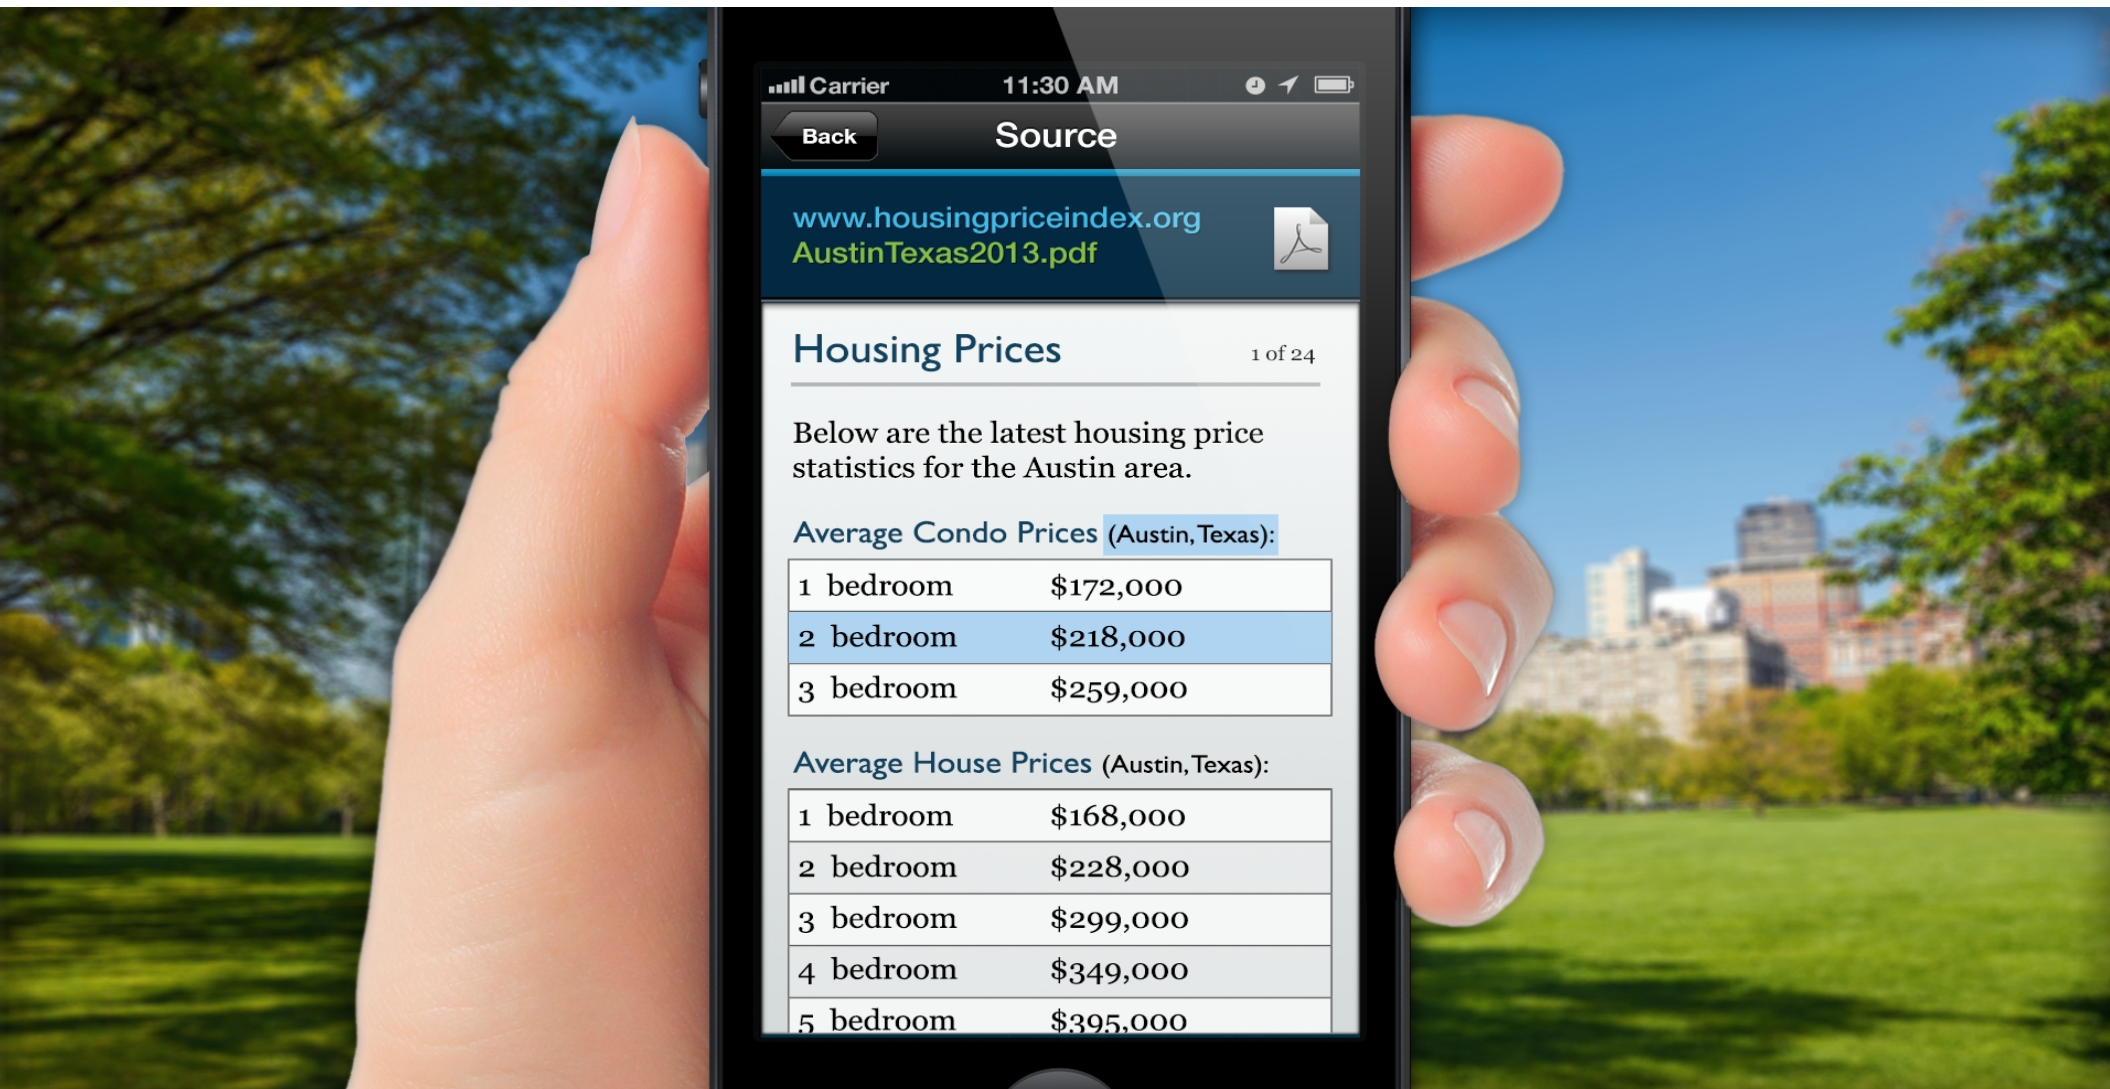 Carrier 11:30 AM
Back Source
www.housingpriceindex.org
AustinTexas2013.pdf
Housing Prices 1 of 24
Below are the latest housing price
statistics for the Austin area.
Average Condo Prices (Austin, Texas):
1 bedroom $172,000
2 bedroom $218,000
3 bedroom $259,000
Average House Prices (Austin, Texas):
1 bedroom $168,000
2 bedroom $228,000
3 bedroom $299,000
4 bedroom $349,000
5 bedroom $395,000